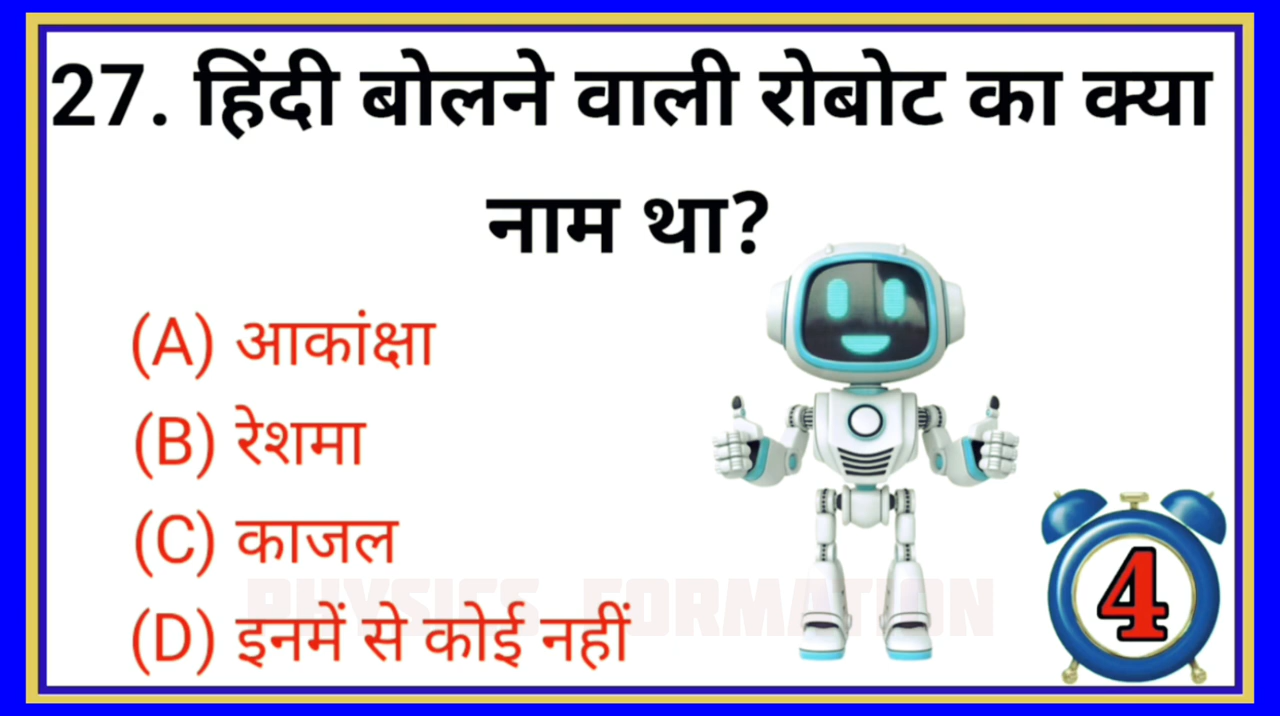 27. हिंदी बोलने वाली रोबोट का क्या
नाम था?
(A) आकांक्षा
(B) रेशमा
(C) काजल
(D) इनमें से कोई नहीं
PHYSICS FORMATION
4